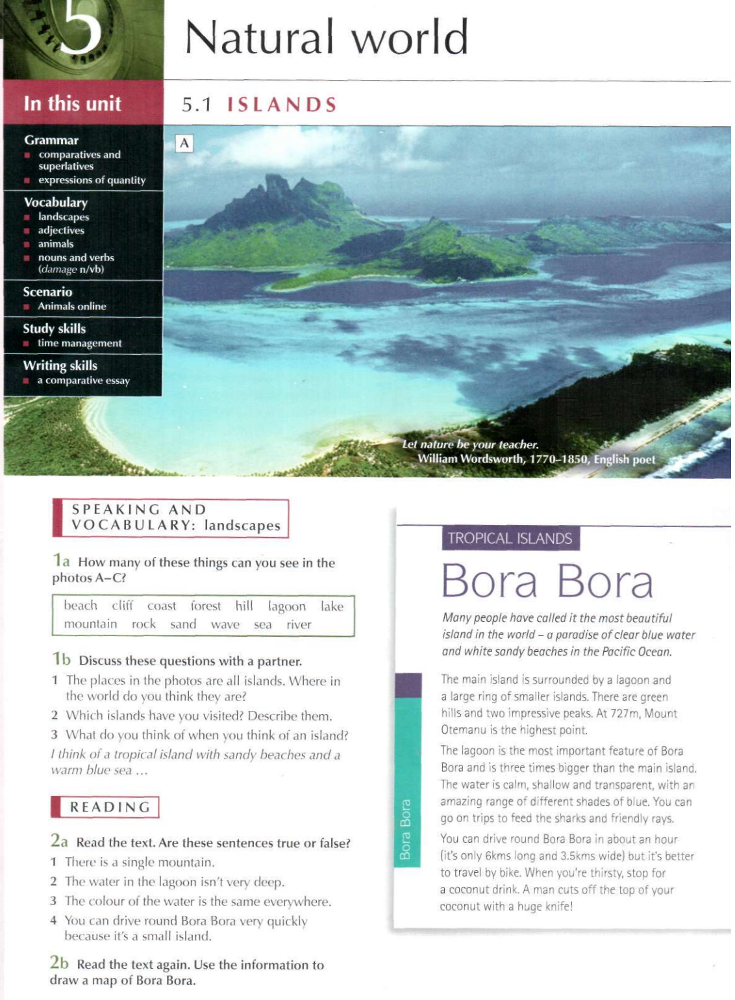 5
Natural world
In this unit
5.1 ISLANDS
Grammar
comparatives and
superlatives
expressions of quantity
Vocabulary
landscapes
adjectives
animals
nouns and verbs
(damage n/vb)
Scenario
Animals online
Study skills
time management
Writing skills
a comparative essay
A
Let nature be your teacher.
William Wordsworth, 1770–1850, English poet
SPEAKING AND
VOCABULARY: landscapes
1a How many of these things can you see in the
photos A–C?
beach cliff coast forest hill lagoon lake
mountain rock sand wave sea river
1b Discuss these questions with a partner.
1 The places in the photos are all islands. Where in
the world do you think they are?
2 Which islands have you visited? Describe them.
3 What do you think of when you think of an island?
I think of a tropical island with sandy beaches and a
warm blue sea ...
READING
2a Read the text. Are these sentences true or false?
1 There is a single mountain.
2 The water in the lagoon isn't very deep.
3 The colour of the water is the same everywhere.
4 You can drive round Bora Bora very quickly
because it's a small island.
2b Read the text again. Use the information to
draw a map of Bora Bora.
TROPICAL ISLANDS
Bora Bora
Many people have called it the most beautiful
island in the world – a paradise of clear blue water
and white sandy beaches in the Pacific Ocean.
The main island is surrounded by a lagoon and
a large ring of smaller islands. There are green
hills and two impressive peaks. At 727m, Mount
Otemanu is the highest point.
The lagoon is the most important feature of Bora
Bora and is three times bigger than the main island.
The water is calm, shallow and transparent, with an
amazing range of different shades of blue. You can
go on trips to feed the sharks and friendly rays.
You can drive round Bora Bora in about an hour
(it's only 6kms long and 3.5kms wide) but it's better
to travel by bike. When you're thirsty, stop for
a coconut drink. A man cuts off the top of your
coconut with a huge knife!
Bora Bora